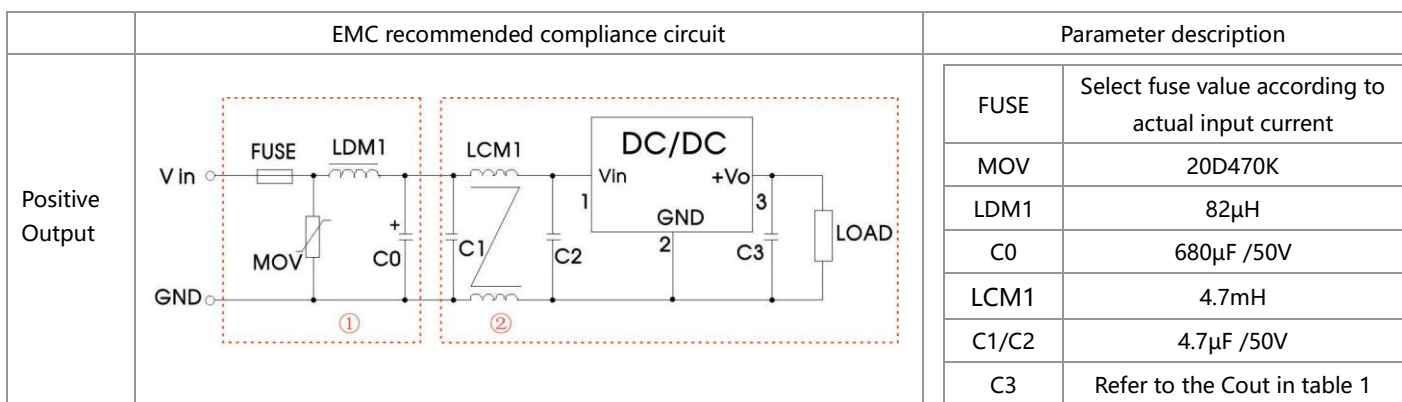 EMC recommended compliance circuit
Parameter description
Positive
Output
FUSE
LDM1
LCM1
DC/DC
V in
Vin
+Vo
1
3
GND
2
MOV
+
C0
C1
C2
C3
LOAD
GND
①
②
FUSE
Select fuse value according to
actual input current
MOV
20D470K
LDM1
82μH
C0
680μF /50V
LCM1
4.7mH
C1/C2
4.7μF /50V
C3
Refer to the Cout in table 1